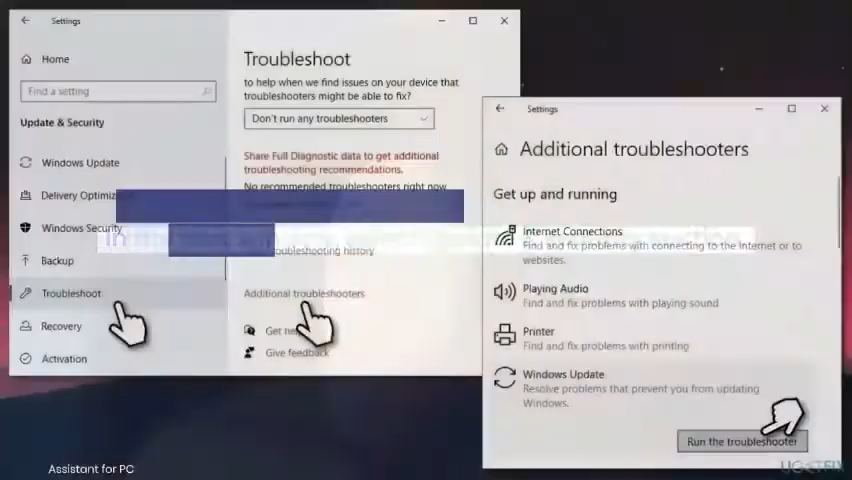 Settings
Home
Find a setting
Update & Security
Windows Update
Delivery Optimiz
Windows Security
Backup
Troubleshoot
Recovery
Activation
Troubleshoot
to help when we find issues on your device that
troubleshooters might be able to fix?
Don't run any troubleshooters
Share Full Diagnostic data to get additional
troubleshooting recommendations.
No recommended troubleshooters right now
troubleshooting history
Additional troubleshooters
Get he
Give feedback
Settings
Additional troubleshooters
Get up and running
Internet Connections
Find and fix problems with connecting to the Internet or to
websites.
Playing Audio
Find and fix problems with playing sound
Printer
Find and fix problems with printing
Windows Update
Resolve problems that prevent you from updating
Windows.
Run the troubleshooter
Assistant for PC
UGETFIX